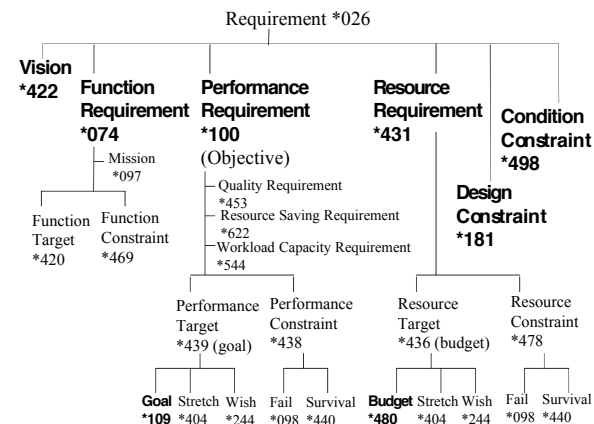 Requirement *026
Vision
*422
Function
Requirement
*074
Performance
Requirement
*100
(Objective)
Resource
Requirement
*431
Condition
Constraint
*498
Design
Constraint
*181
Mission
*097
Function
Target
*420
Function
Constraint
*469
Quality Requirement
*453
Resource Saving Requirement
*622
Workload Capacity Requirement
*544
Performance
Target
*439 (goal)
Performance
Constraint
*438
Resource
Target
*436 (budget)
Resource
Constraint
*478
Goal
*109
Stretch
*404
Wish
*244
Fail
*098
Survival
*440
Budget
*480
Stretch
*404
Wish
*244
Fail
*098
Survival
*440